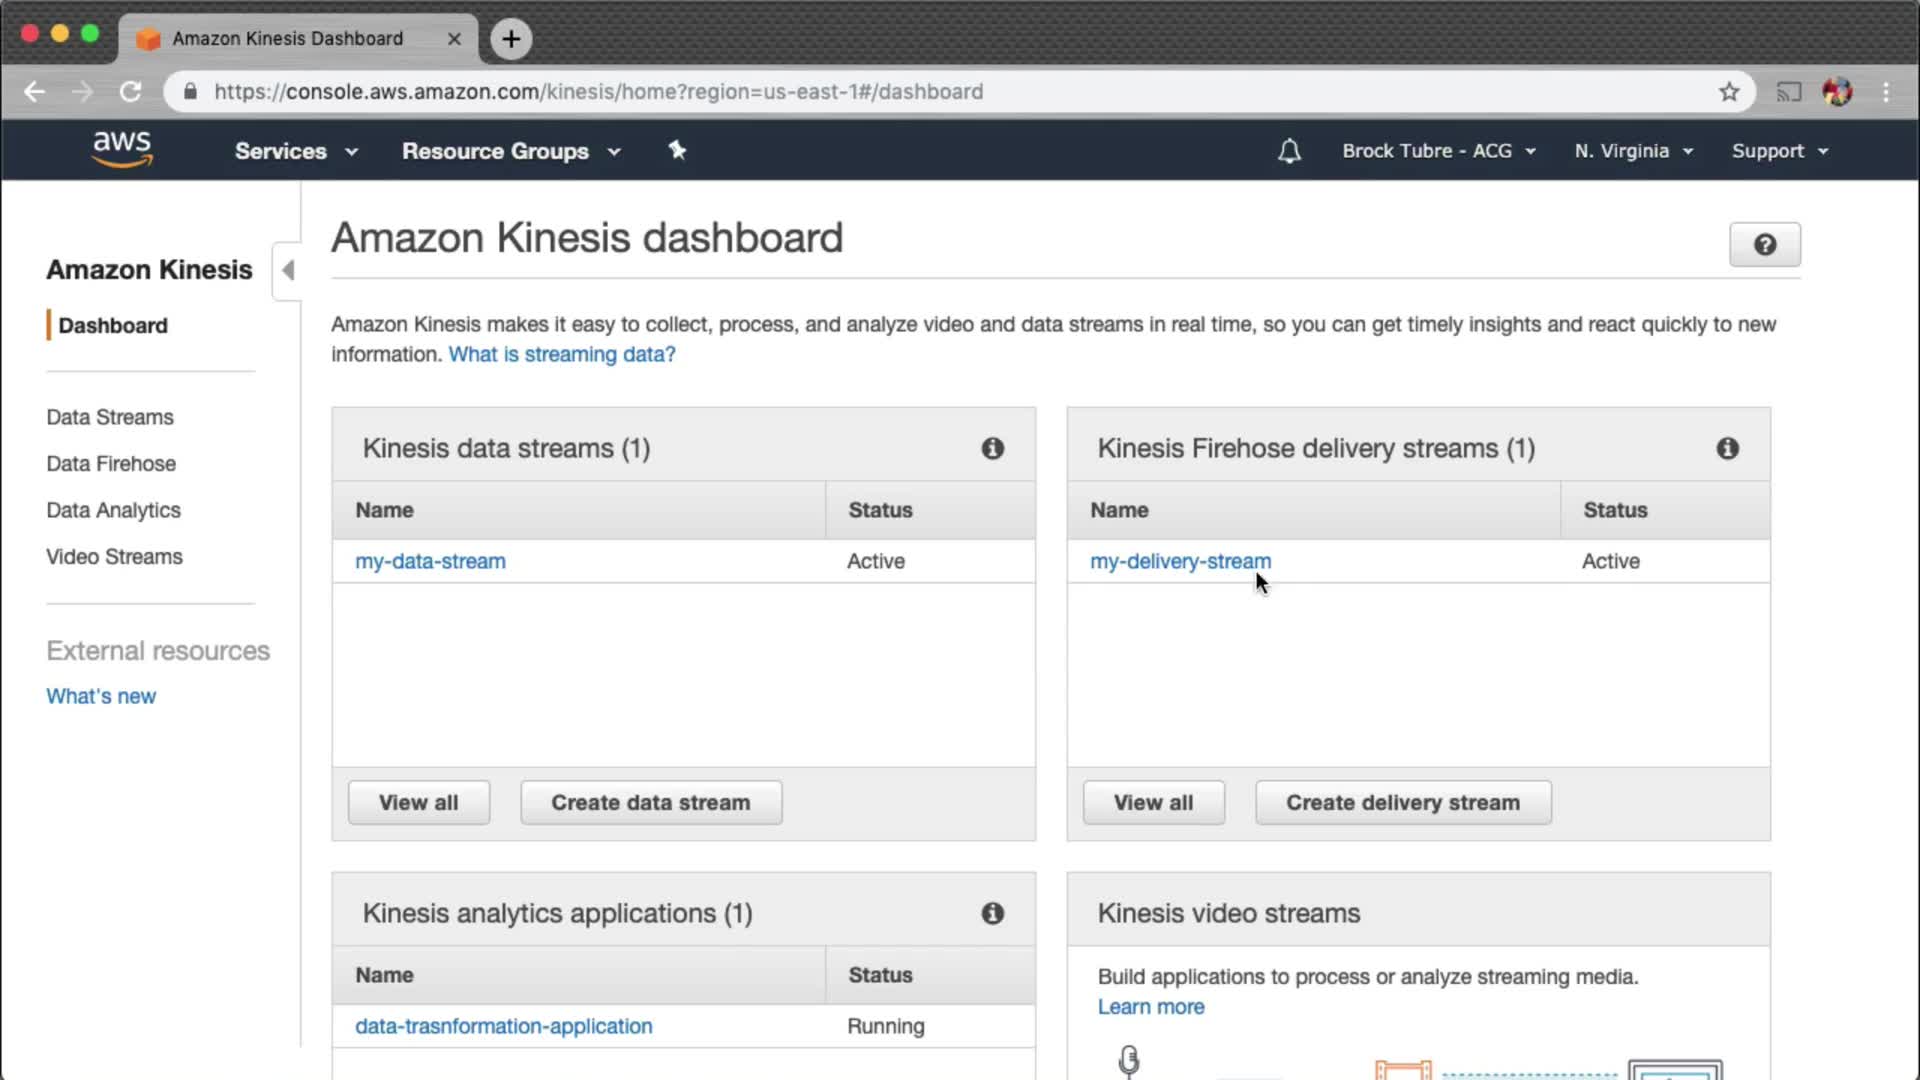 Amazon Kinesis Dashboard
https://console.aws.amazon.com/kinesis/home?region=us-east-1#/dashboard
aws Services Resource Groups Brock Tubre - ACG N. Virginia Support
Amazon Kinesis
Dashboard
Data Streams
Data Firehose
Data Analytics
Video Streams
External resources
What's new
Amazon Kinesis dashboard
Amazon Kinesis makes it easy to collect, process, and analyze video and data streams in real time, so you can get timely insights and react quickly to new
information. What is streaming data?
Kinesis data streams (1)
Name Status
my-data-stream Active
View all Create data stream
Kinesis Firehose delivery streams (1)
Name Status
my-delivery-stream Active
View all Create delivery stream
Kinesis analytics applications (1)
Name Status
data-trasnformation-application Running
Kinesis video streams
Build applications to process or analyze streaming media.
Learn more